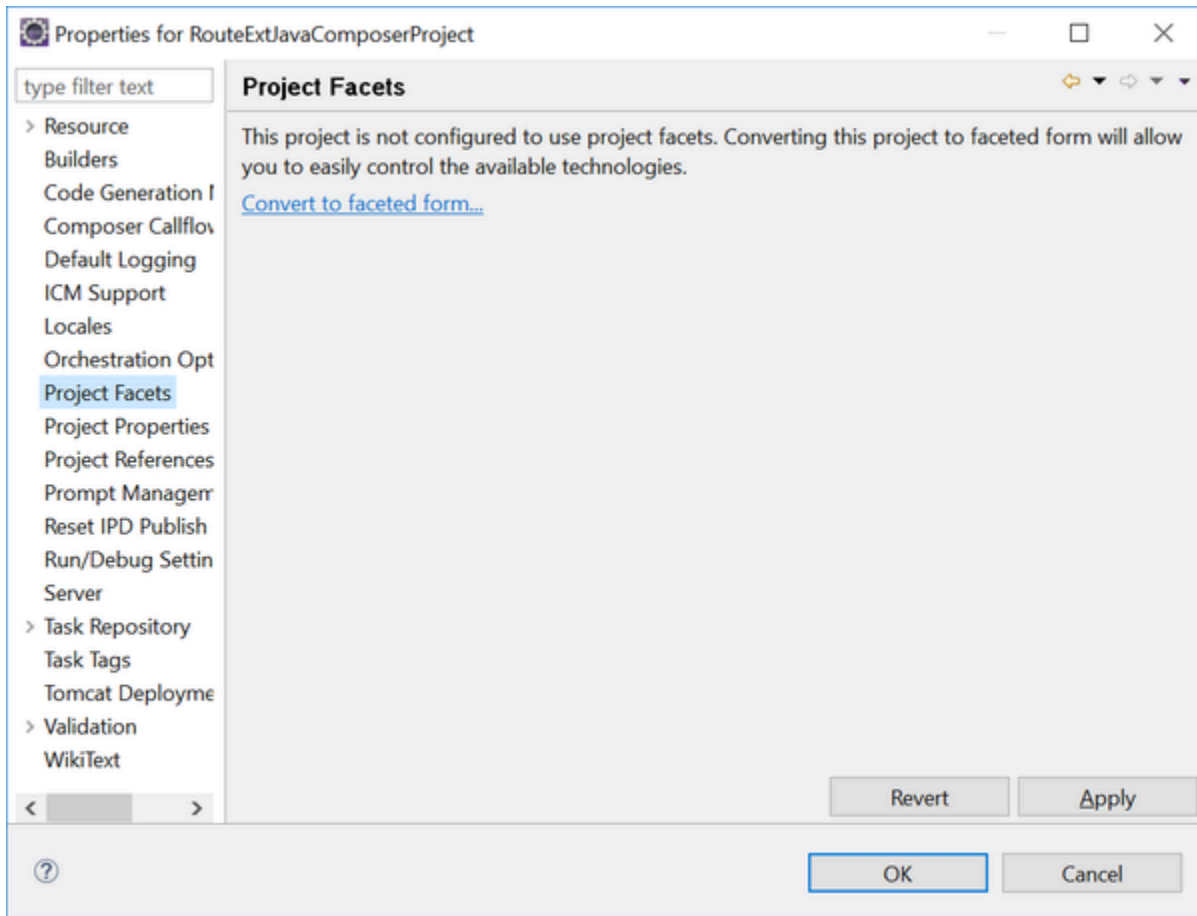 Properties for RouteExtJavaComposerProject
type filter text
Resource
Builders
Code Generation
Composer Callflow
Default Logging
ICM Support
Locales
Orchestration Opt
Project Facets
Project Properties
Project References
Prompt Managem
Reset IPD Publish
Run/Debug Settin
Server
Task Repository
Task Tags
Tomcat Deployme
Validation
WikiText
Project Facets
This project is not configured to use project facets. Converting this project to faceted form will allow
you to easily control the available technologies.
Convert to faceted form...
Revert
Apply
OK
Cancel